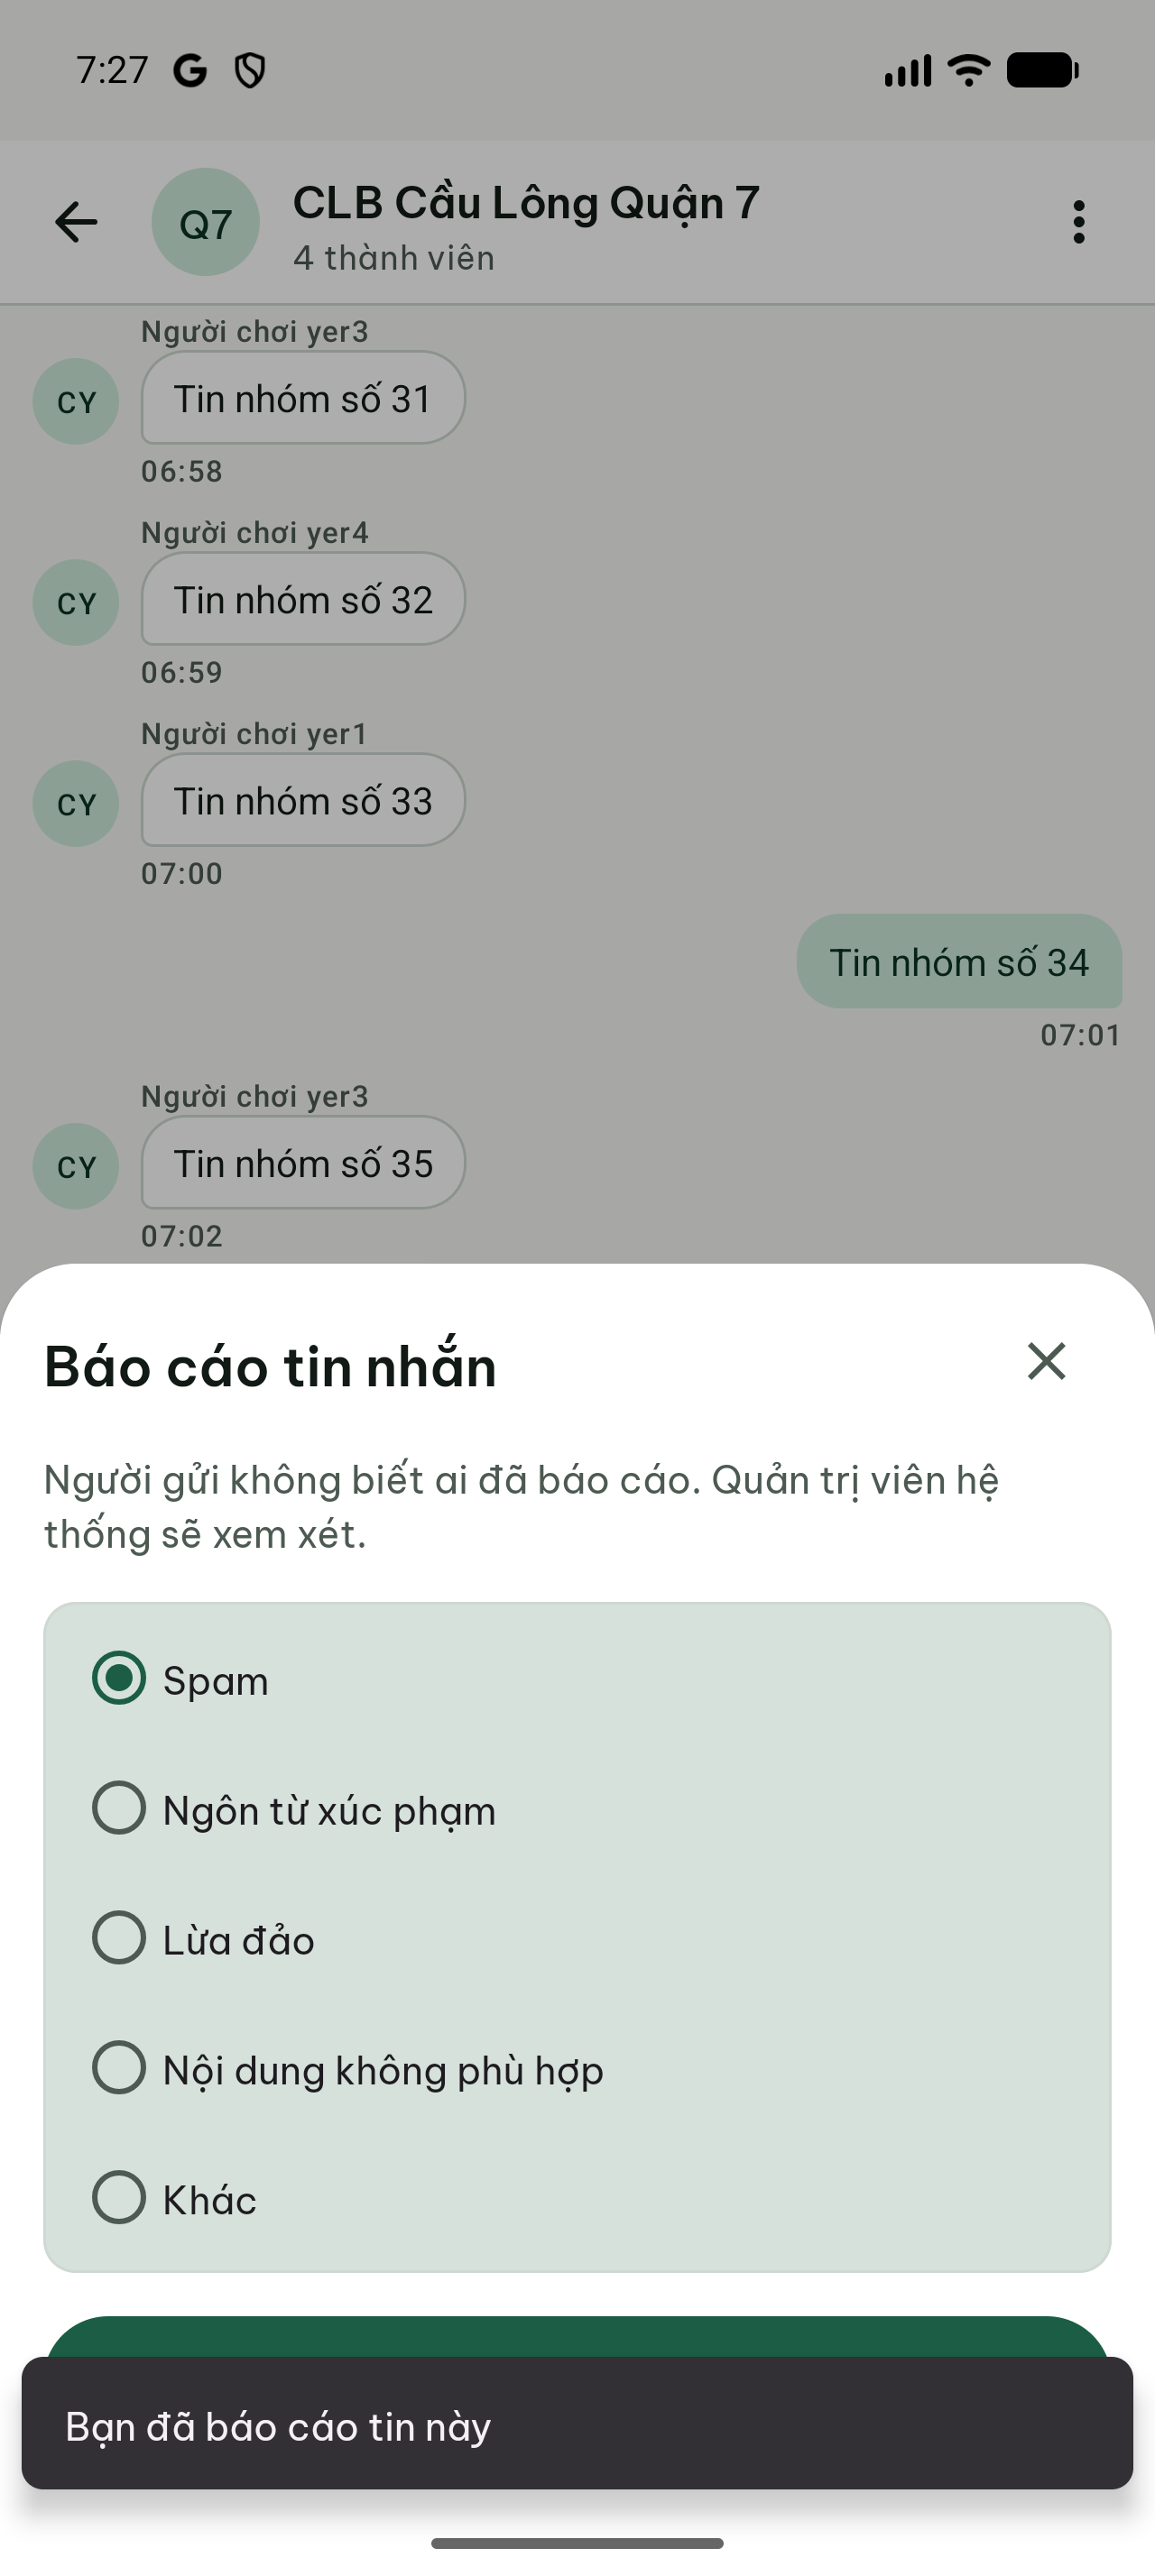 7:27
Q7
CLB Cầu Lông Quận 7
4 thành viên
Người chơi yer3
CY
Tin nhóm số 31
06:58
Người chơi yer4
CY
Tin nhóm số 32
06:59
Người chơi yer1
CY
Tin nhóm số 33
07:00
Tin nhóm số 34
07:01
Người chơi yer3
CY
Tin nhóm số 35
07:02
Báo cáo tin nhắn
Người gửi không biết ai đã báo cáo. Quản trị viên hệ
thống sẽ xem xét.
Spam
Ngôn từ xúc phạm
Lừa đảo
Nội dung không phù hợp
Khác
Bạn đã báo cáo tin này